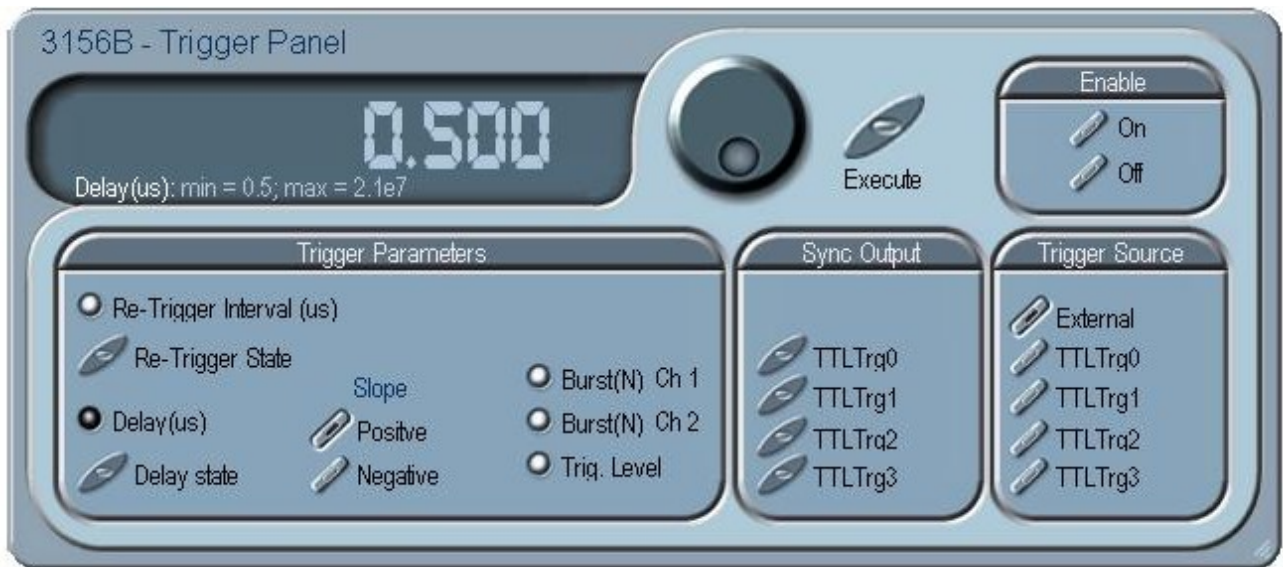 3156B - Trigger Panel
0.500
Delay(us): min = 0.5; max = 2.1e7
Execute
Enable
On
Off
Trigger Parameters
Re-Trigger Interval (us)
Re-Trigger State
Delay(us)
Delay state
Slope
Positve
Negative
Burst(N) Ch 1
Burst(N) Ch 2
Trig. Level
Sync Output
TTLTrg0
TTLTrg1
TTLTrg2
TTLTrg3
Trigger Source
External
TTLTrg0
TTLTrg1
TTLTrg2
TTLTrg3